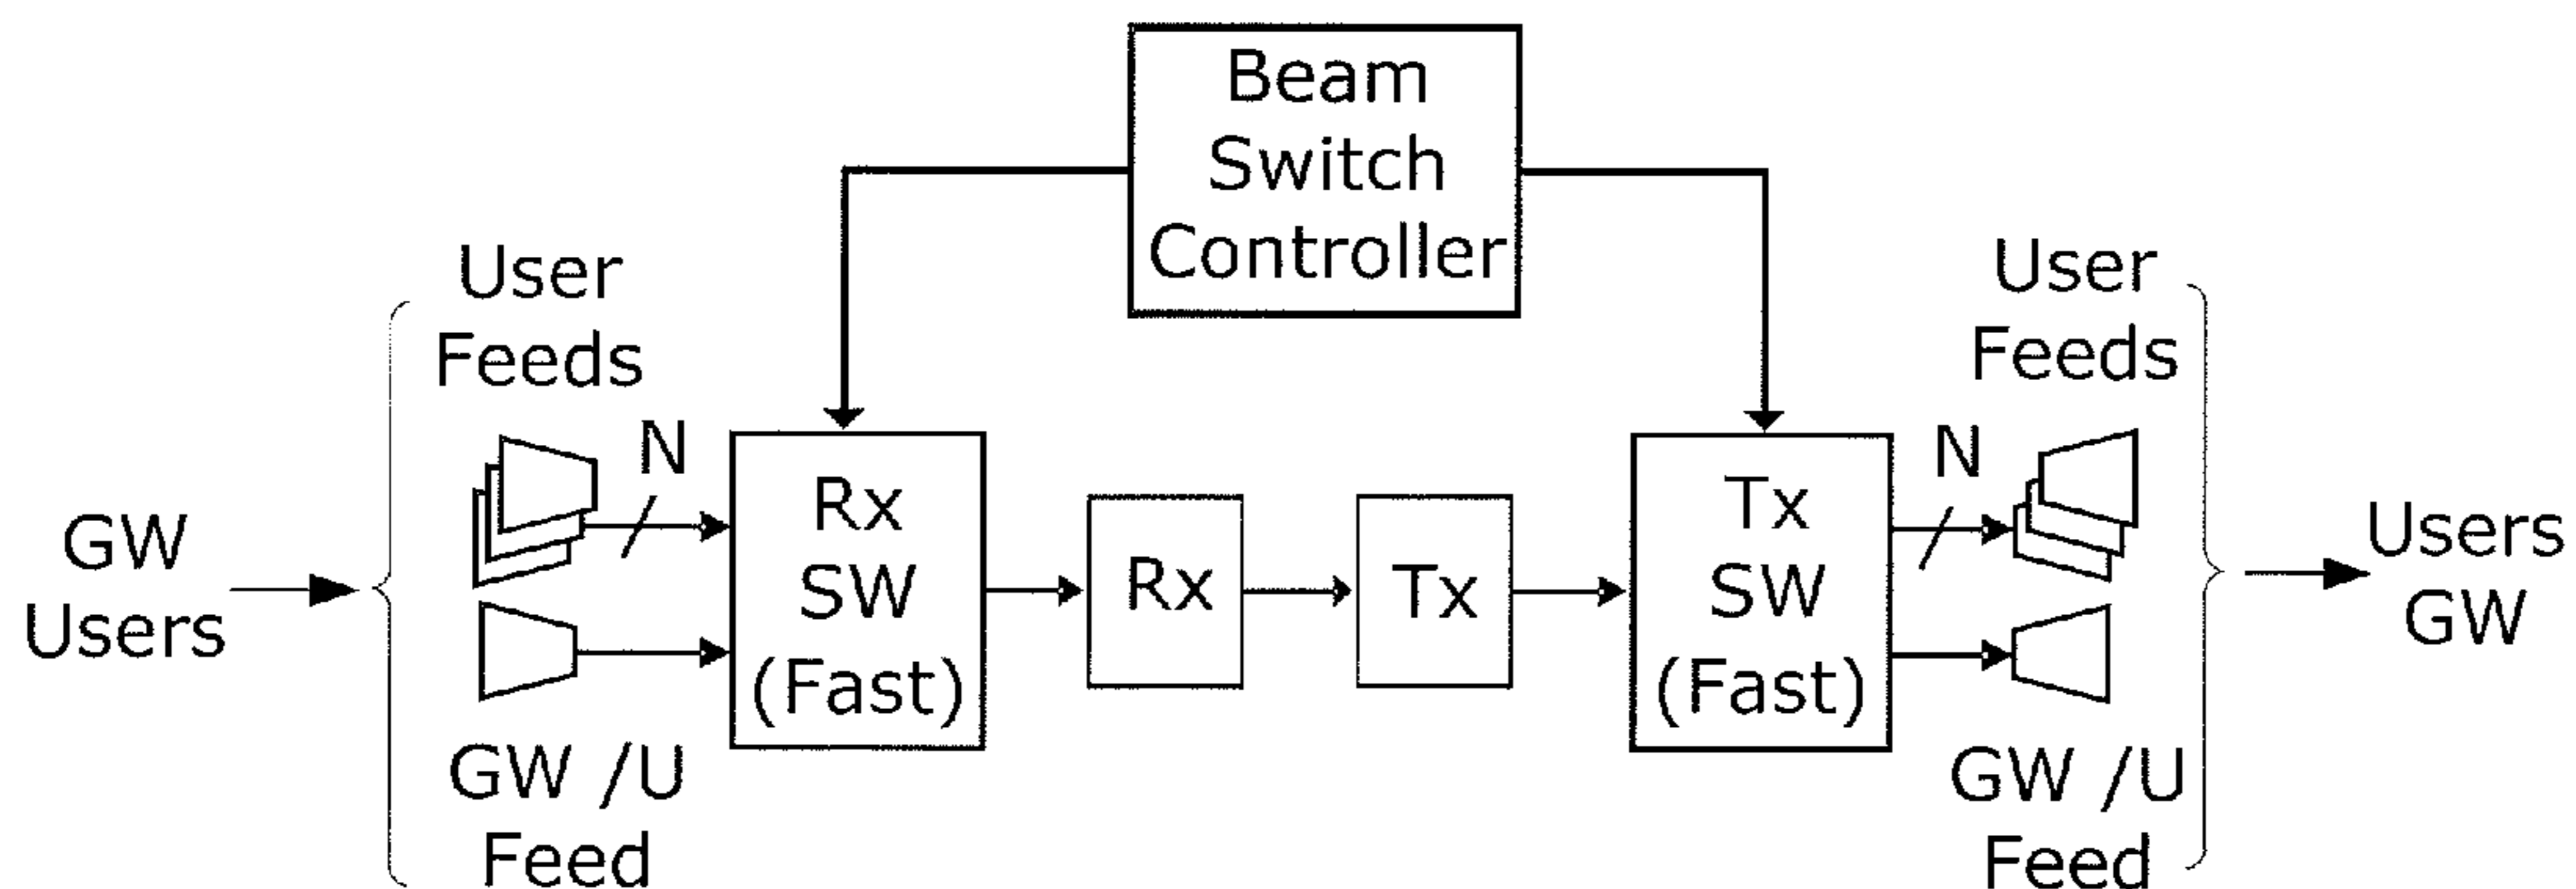 Beam
Switch
Controller
User
Feeds
N
GW
Users
GW /U
Feed
Rx
SW
(Fast)
Rx
Tx
Tx
SW
(Fast)
User
Feeds
N
GW /U
Feed
Users
GW